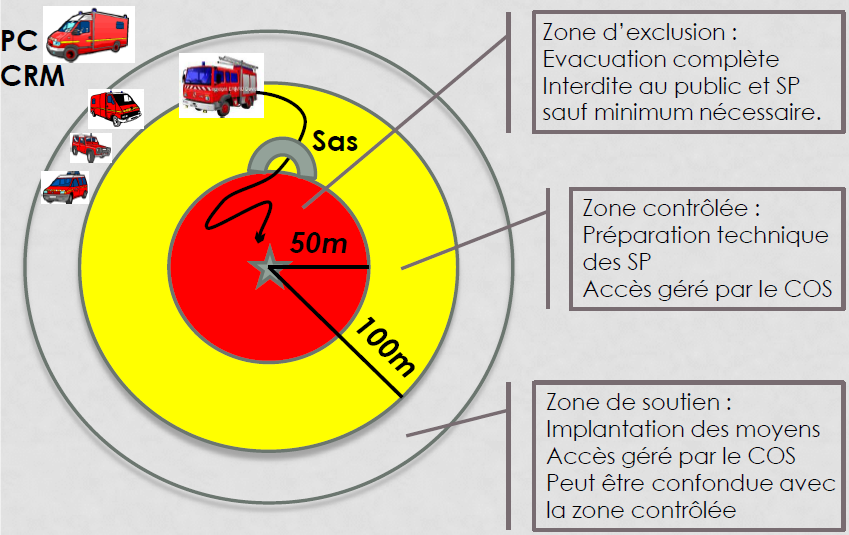 PC
CRM
Sas
50m
100m
Zone d'exclusion :
Evacuation complète
Interdite au public et SP
sauf minimum nécessaire.
Zone contrôlée :
Préparation technique
des SP
Accès géré par le COS
Zone de soutien :
Implantation des moyens
Accès géré par le COS
Peut être confondue avec
la zone contrôlée